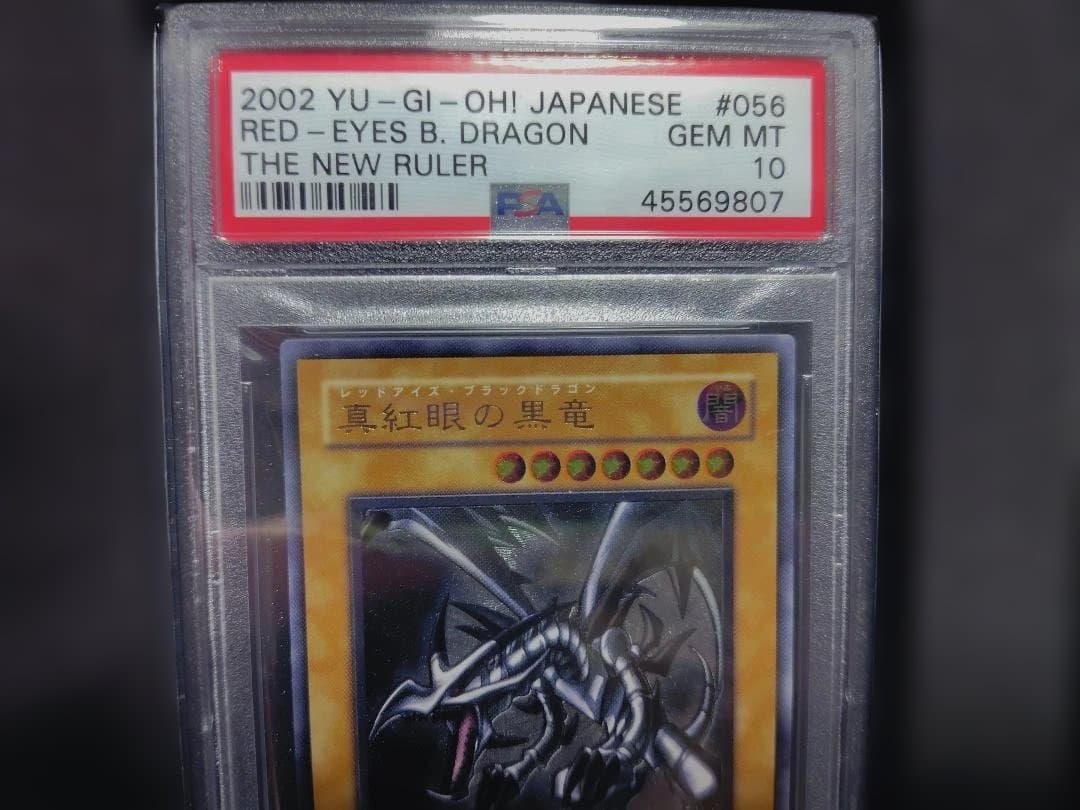 2002 YU-GI-OH! JAPANESE #056
RED-EYES B. DRAGON GEM MT
THE NEW RULER 10
PSA 45569807
レッドアイズ・ブラックドラゴン
真紅眼の黒竜
闇